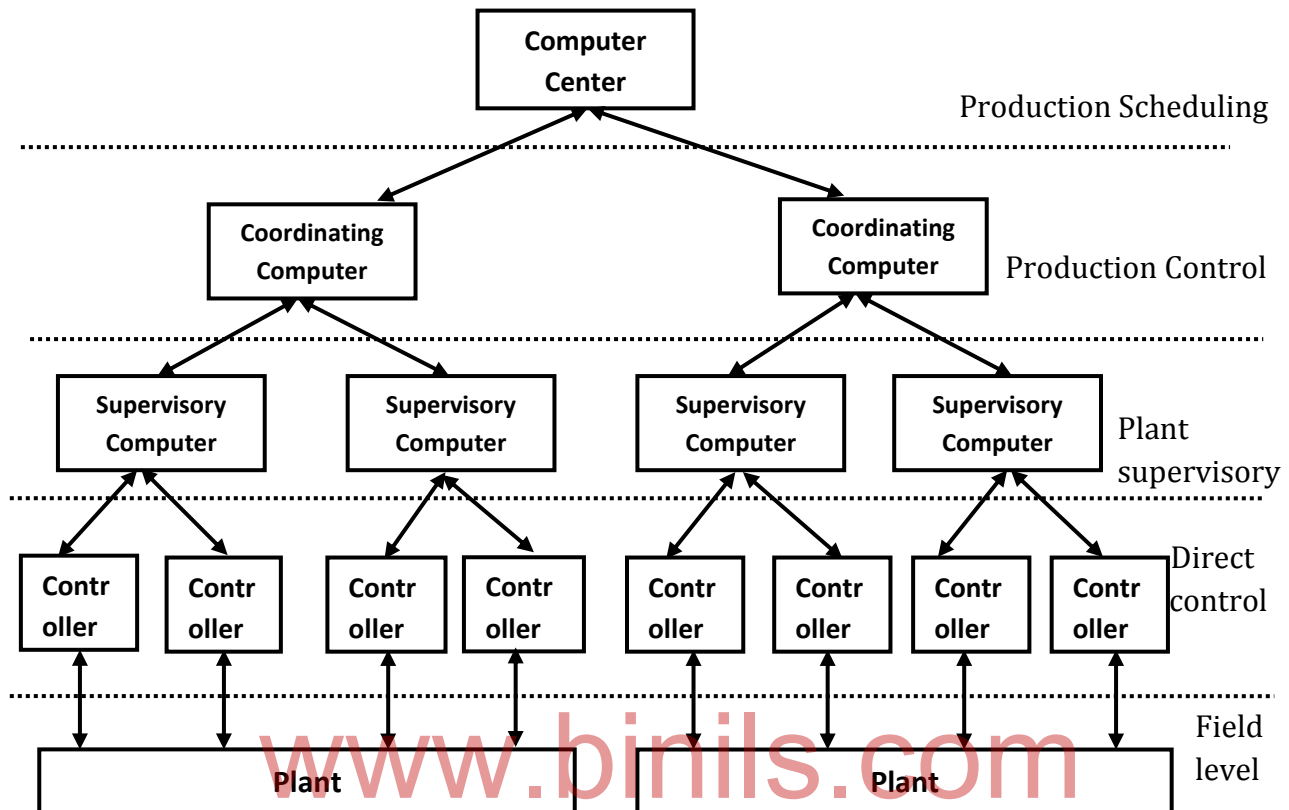 Computer
Center
Production Scheduling
Coordinating
Computer
Coordinating
Computer
Production Control
Supervisory
Computer
Supervisory
Computer
Supervisory
Computer
Supervisory
Computer
Plant
supervisory
Contr
oller
Contr
oller
Contr
oller
Contr
oller
Contr
oller
Contr
oller
Contr
oller
Contr
oller
Direct
control
Field
level
www.binils.com
Plant
Plant